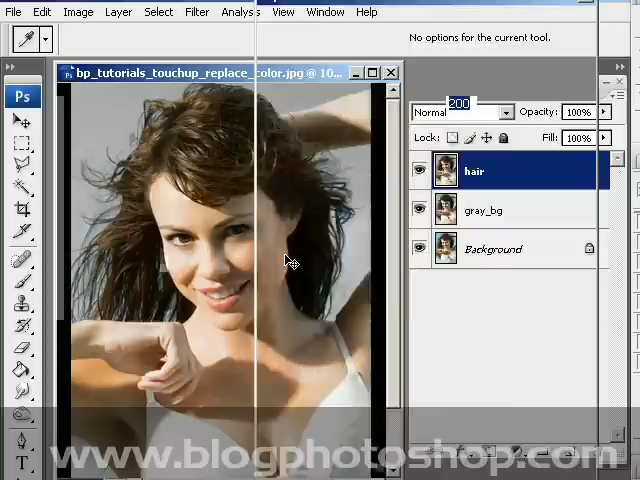 File Edit Image Layer Select Filter Analysis View Window Help
No options for the current tool.
Ps
bp_tutorials_touchup_replace_color.jpg @ 10...
200
Normal
Opacity: 100%
Lock:
Fill: 100%
hair
gray_bg
Background
T
www.blogphotoshop.com